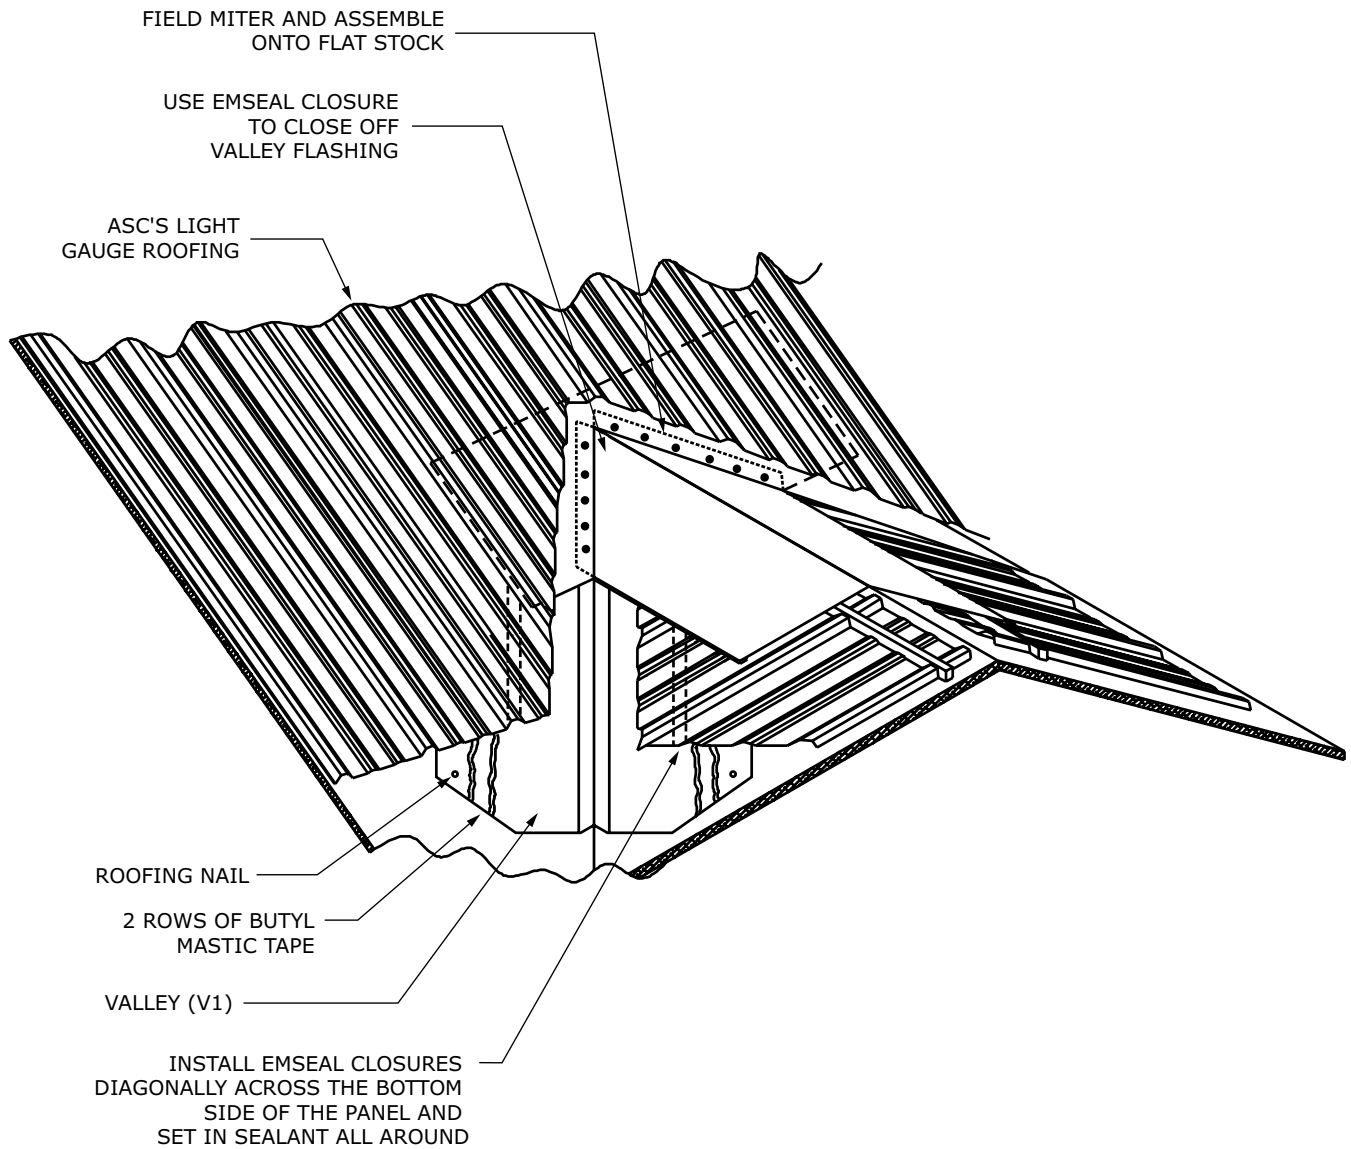 FIELD MITER AND ASSEMBLE
ONTO FLAT STOCK
USE EMSEAL CLOSURE
TO CLOSE OFF
VALLEY FLASHING
ASC'S LIGHT
GAUGE ROOFING
ROOFING NAIL
2 ROWS OF BUTYL
MASTIC TAPE
VALLEY (V1)
INSTALL EMSEAL CLOSURES
DIAGONALLY ACROSS THE BOTTOM
SIDE OF THE PANEL AND
SET IN SEALANT ALL AROUND